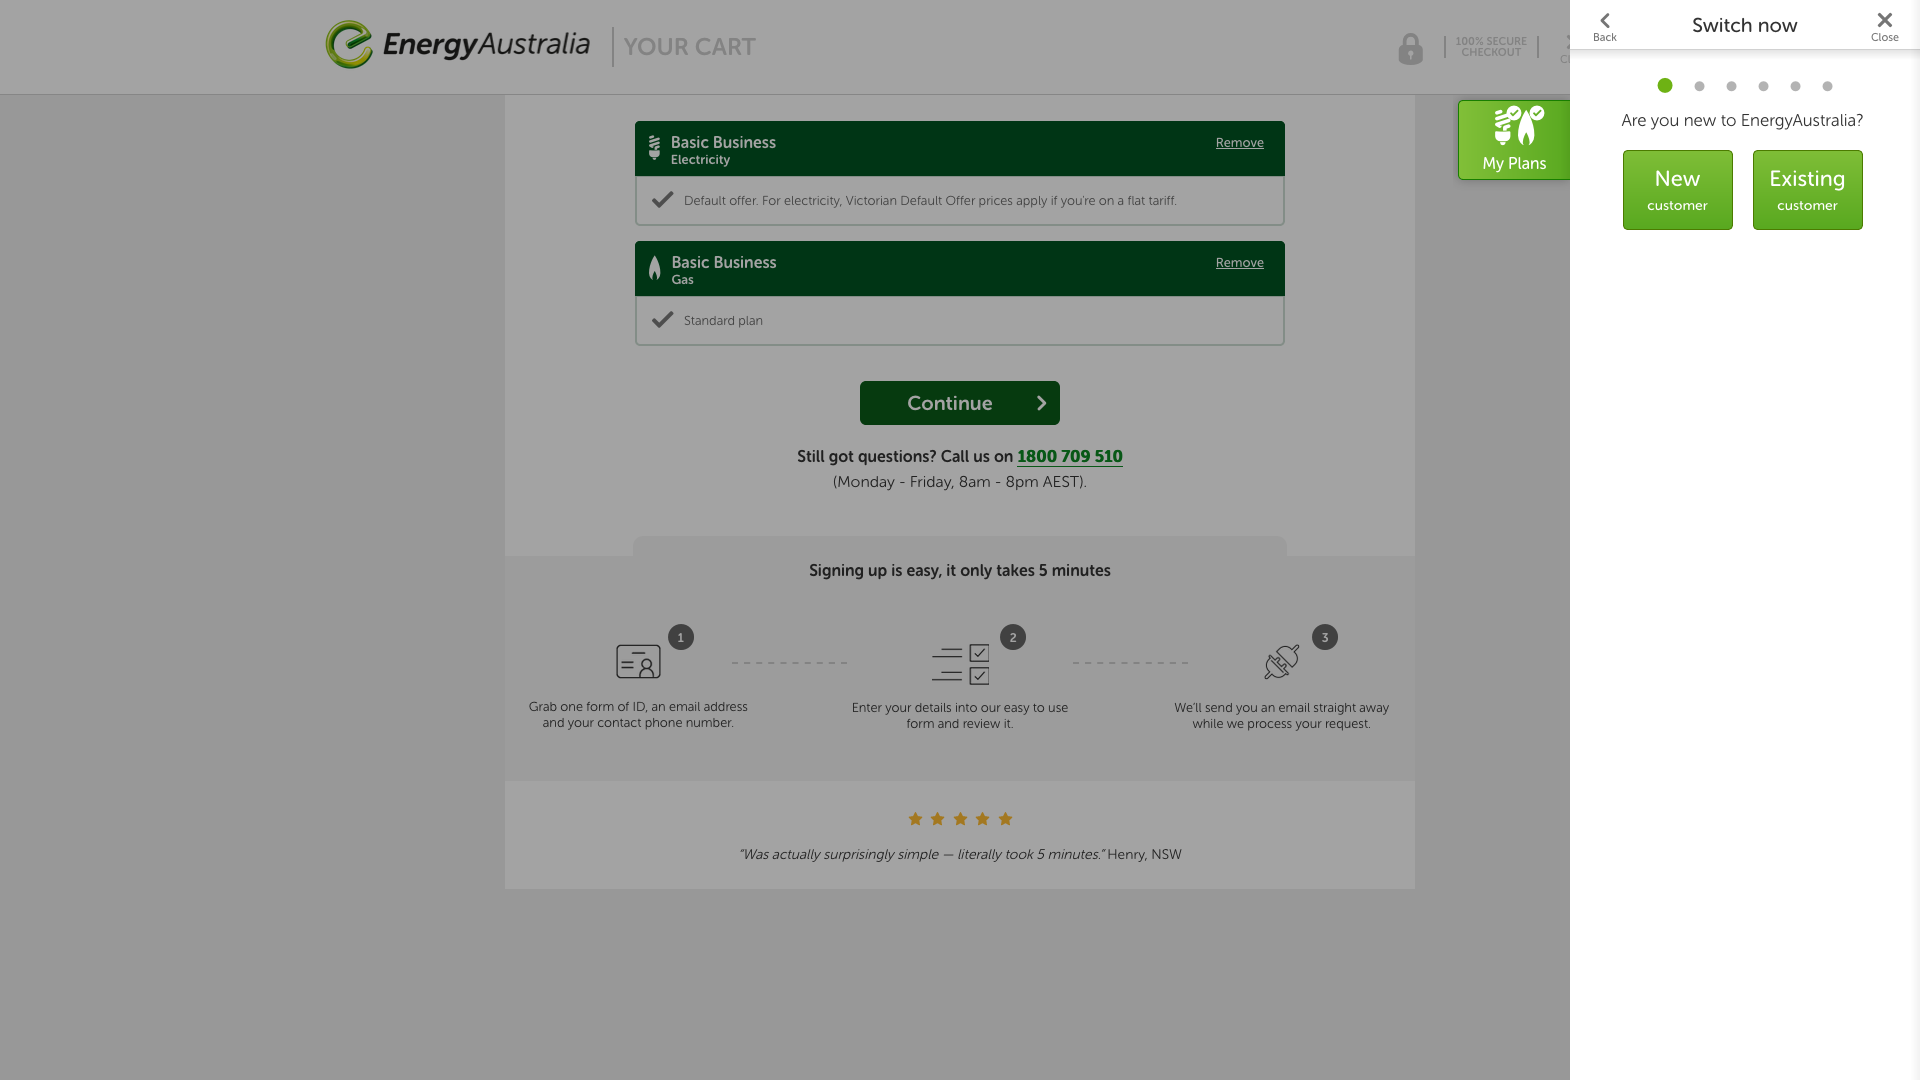 EnergyAustralia
YOUR CART
100% SECURE
CHECKOUT
Back
Switch now
Close
Are you new to EnergyAustralia?
New
customer
Existing
customer
My Plans
Basic Business
Electricity
Remove
Default offer. For electricity, Victorian Default Offer prices apply if you're on a flat tariff.
Basic Business
Gas
Remove
Standard plan
Continue
Still got questions? Call us on 1800 709 510
(Monday - Friday, 8am - 8pm AEST).
Signing up is easy, it only takes 5 minutes
1
2
3
Grab one form of ID, an email address
and your contact phone number.
Enter your details into our easy to use
form and review it.
We'll send you an email straight away
while we process your request.
"Was actually surprisingly simple — literally took 5 minutes." Henry, NSW